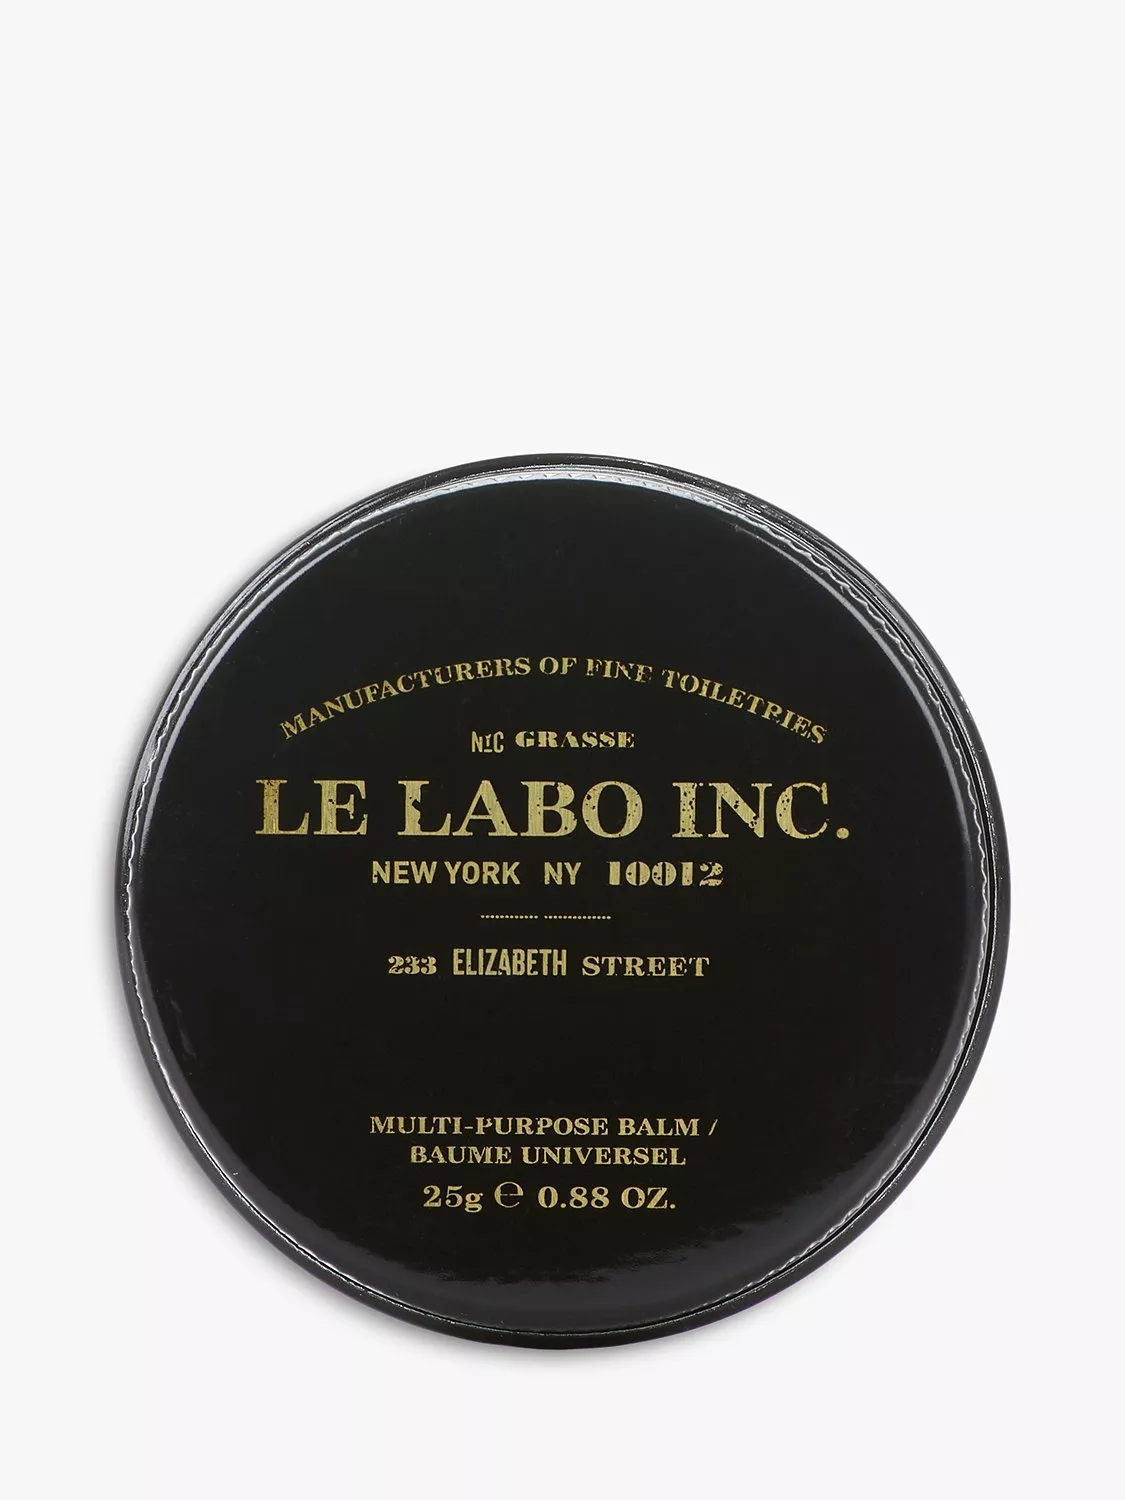 MANUFACTURERS OF FINE TOILETRIES
NYC GRASSE
LE LABO INC.
NEW YORK NY 10012
233 ELIZABETH STREET
MULTI-PURPOSE BALM /
BAUME UNIVERSEL
25g ℮ 0.88 OZ.